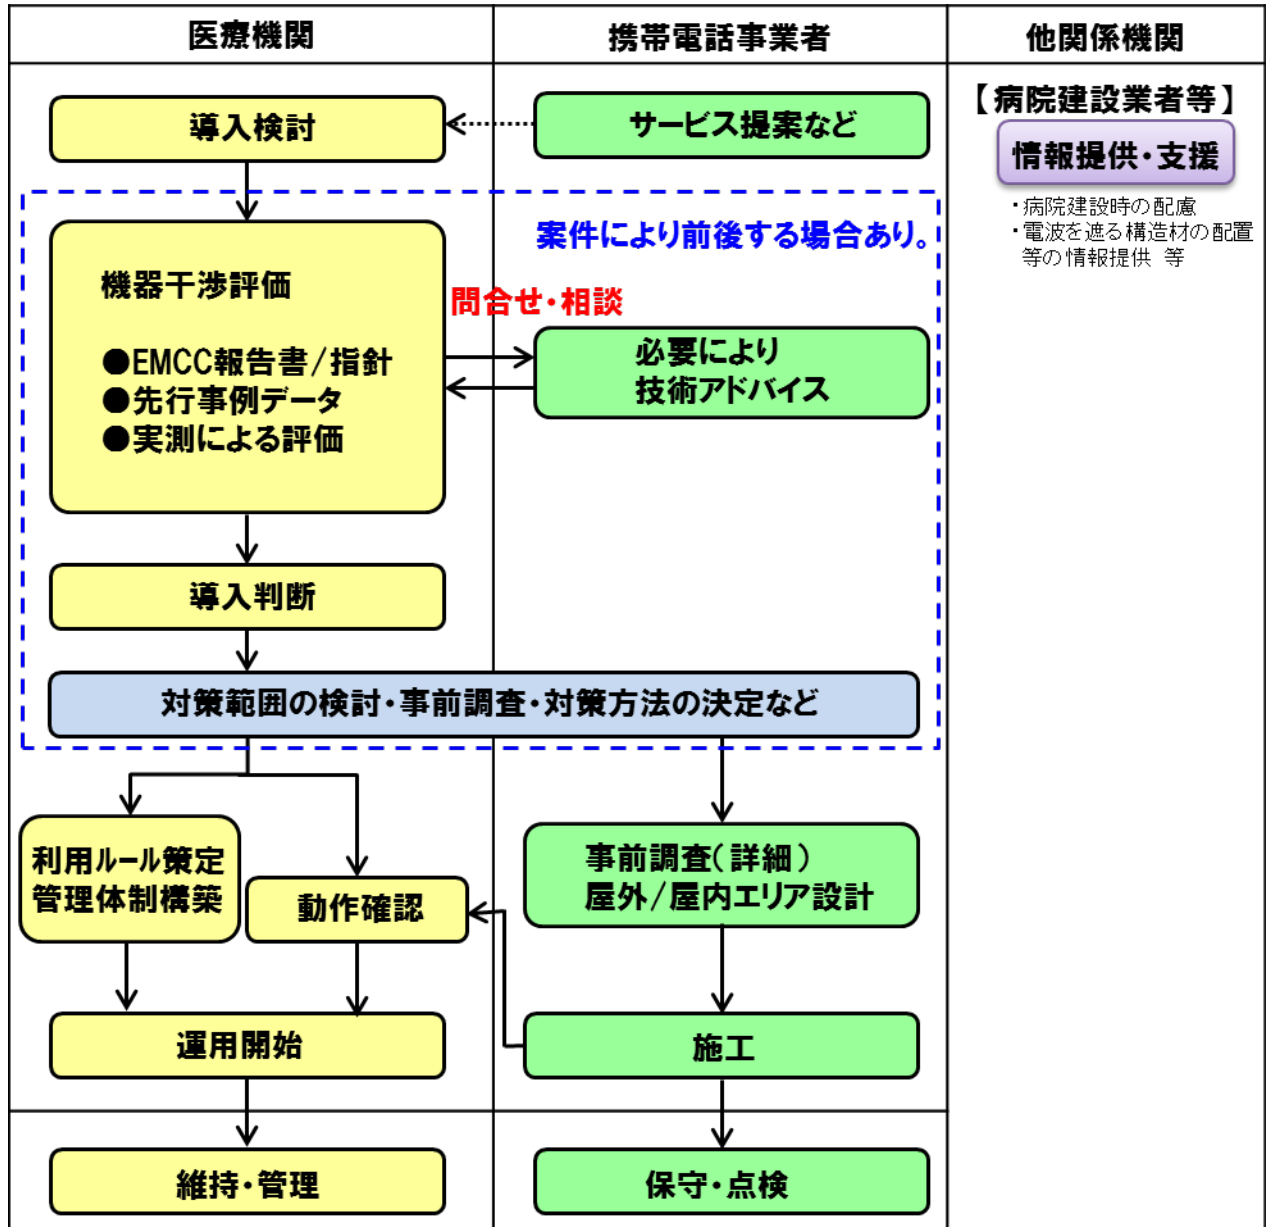 医療機関
携帯電話事業者
他関係機関
導入検討
サービス提案など
【病院建設業者等】
情報提供・支援
・病院建設時の配慮
・電波を遮る構造材の配置
等の情報提供 等
案件により前後する場合あり。
機器干渉評価
●EMCC報告書/指針
●先行事例データ
●実測による評価
問合せ・相談
必要により
技術アドバイス
導入判断
対策範囲の検討・事前調査・対策方法の決定など
利用ルール策定
管理体制構築
動作確認
事前調査(詳細)
屋外/屋内エリア設計
運用開始
施工
維持・管理
保守・点検